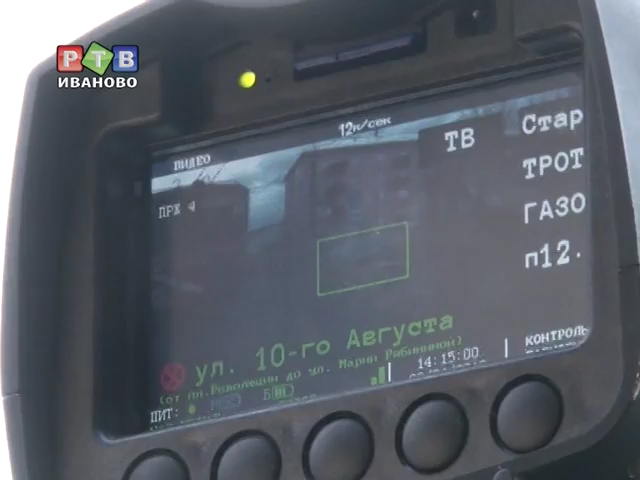 РТВ
ИВАНОВО
12к/сек
ВИДЕО
ТВ
Стар
ТРОТ
ГАЗО
п12.
ПРК 4
ул. 10-го Августа
(от пл.Революции до ул. Марии Рябининой)
14:15:00
КОНТРОЛЬ
ПИТ:
Б